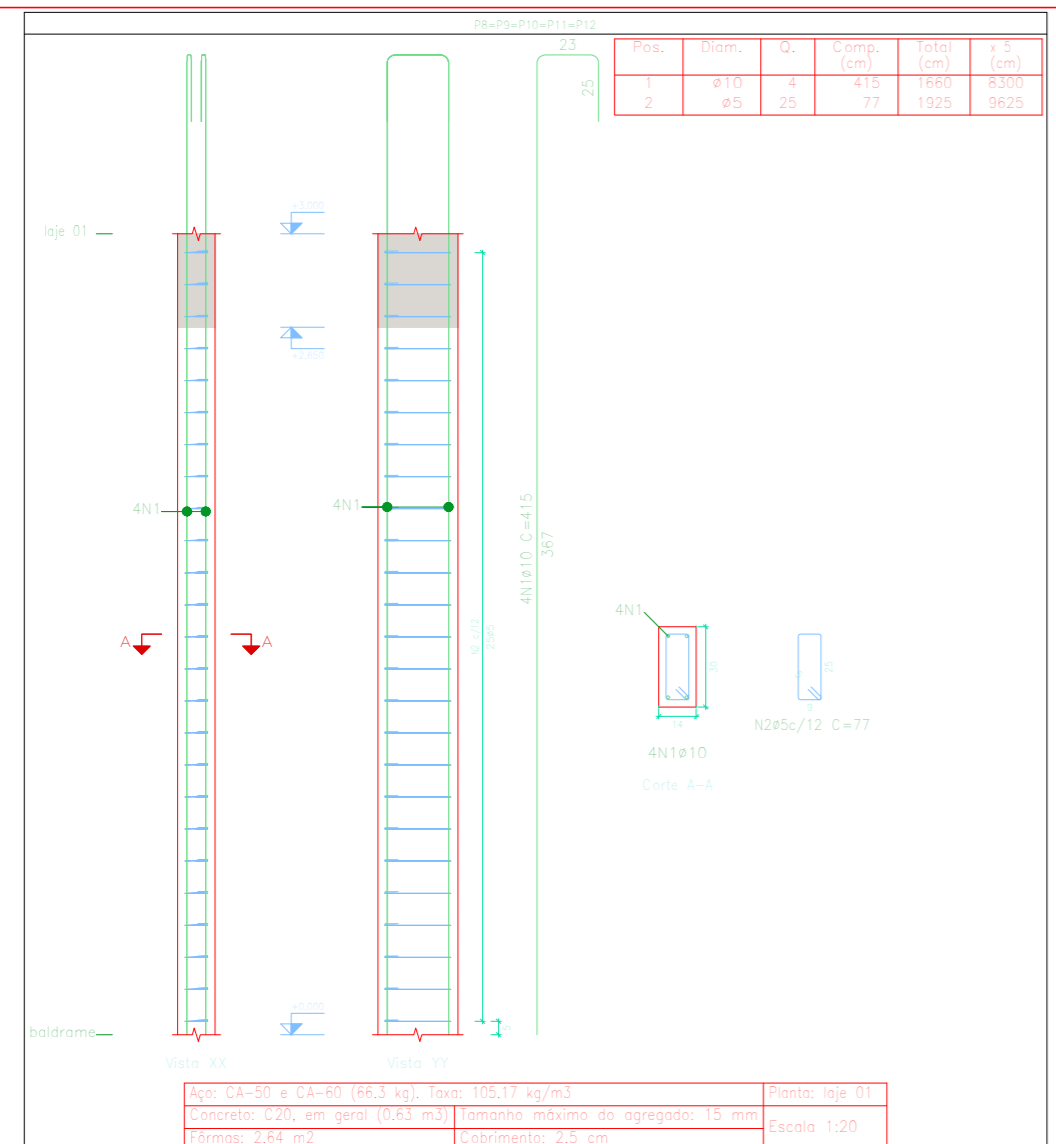 P8=P9=P10=P11=P12
Pos. Diam. Q. Comp. (cm) Total (cm) x 5 (cm)
1 ø10 4 415 1660 8300
2 ø5 25 77 1925 9625
23
25
+3.000
laje 01
+2.650
4N1
4N1
4N1ø10 C=415
367
N2 c/12
25ø5
A
A
4N1
30
14
4N1ø10
Corte A-A
25
9
N2ø5c/12 C=77
+0.000
5
baldrame
Vista XX
Vista YY
Aço: CA-50 e CA-60 (66.3 kg). Taxa: 105.17 kg/m3
Planta: laje 01
Concreto: C20, em geral (0.63 m3)
Tamanho máximo do agregado: 15 mm
Escala 1:20
Fôrmas: 2.64 m2
Cobrimento: 2.5 cm